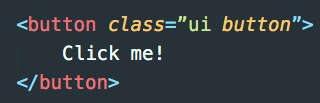 <button class=”ui button”>
Click me!
</button>